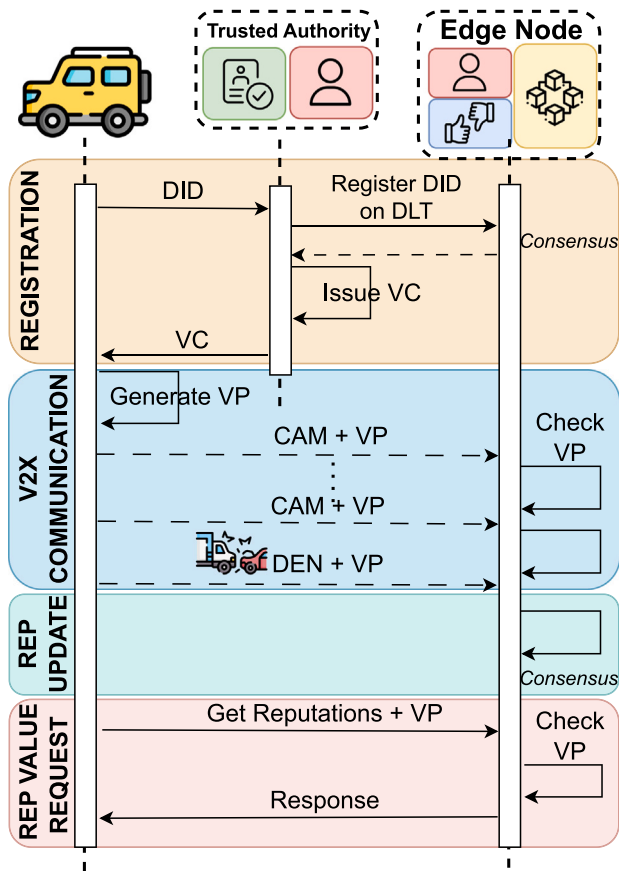 Trusted Authority
Edge Node
REGISTRATION
DID
Register DID
on DLT
Consensus
Issue VC
VC
V2X
COMMUNICATION
Generate VP
CAM + VP
Check
VP
CAM + VP
DEN + VP
REP
UPDATE
Consensus
REP VALUE
REQUEST
Get Reputations + VP
Check
VP
Response